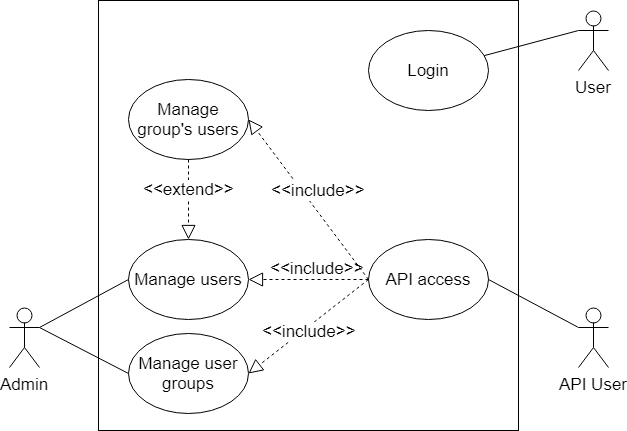 Login
User
Manage
group's users
<<extend>>
<<include>>
Manage users
<<include>>
API access
<<include>>
Manage user
groups
Admin
API User